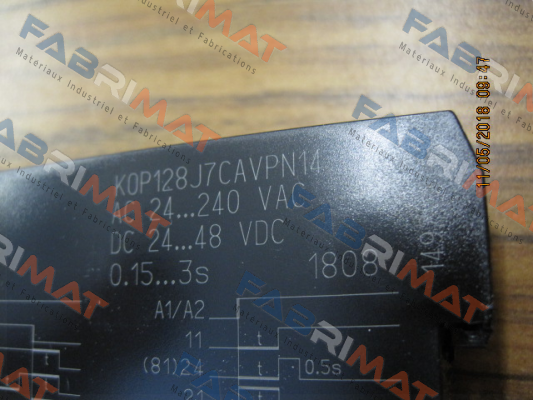 K0P128J7CAVPN14
AC 24...240 VAC
DC 24...48 VDC
0.15...3s
1808
A1/A2
11 t
(81)24 t 0.5s
21
11/05/2018 09:47
FABRIMAT
Materiaux Industriel et Fabrications